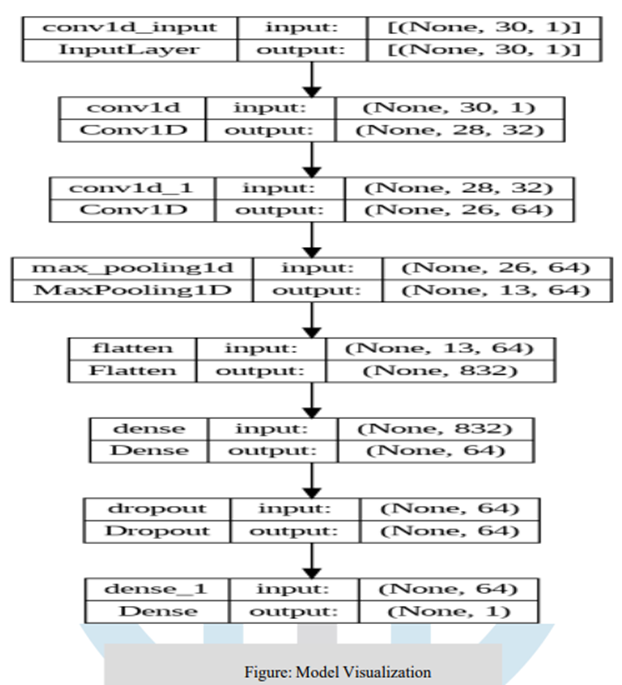 conv1d_input input: [(None, 30, 1)]
InputLayer output: [(None, 30, 1)]
conv1d input: (None, 30, 1)
Conv1D output: (None, 28, 32)
conv1d_1 input: (None, 28, 32)
Conv1D output: (None, 26, 64)
max_pooling1d input: (None, 26, 64)
MaxPooling1D output: (None, 13, 64)
flatten input: (None, 13, 64)
Flatten output: (None, 832)
dense input: (None, 832)
Dense output: (None, 64)
dropout input: (None, 64)
Dropout output: (None, 64)
dense_1 input: (None, 64)
Dense output: (None, 1)
Figure: Model Visualization